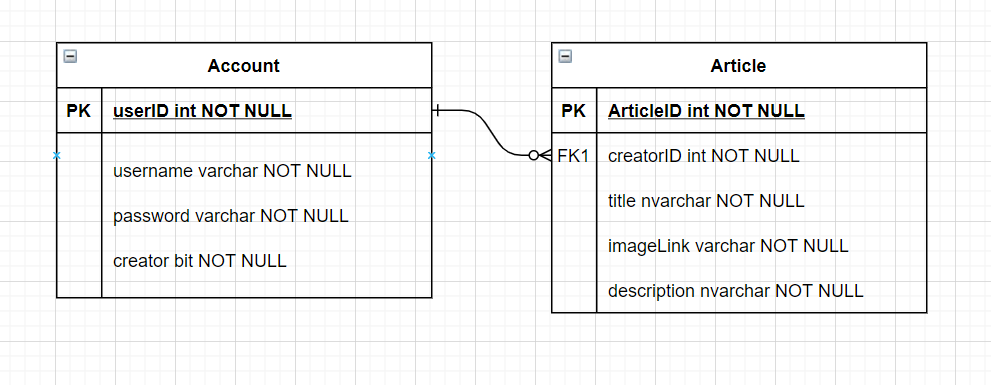 Account
PK userID int NOT NULL
username varchar NOT NULL
password varchar NOT NULL
creator bit NOT NULL
Article
PK ArticleID int NOT NULL
FK1 creatorID int NOT NULL
title nvarchar NOT NULL
imageLink varchar NOT NULL
description nvarchar NOT NULL